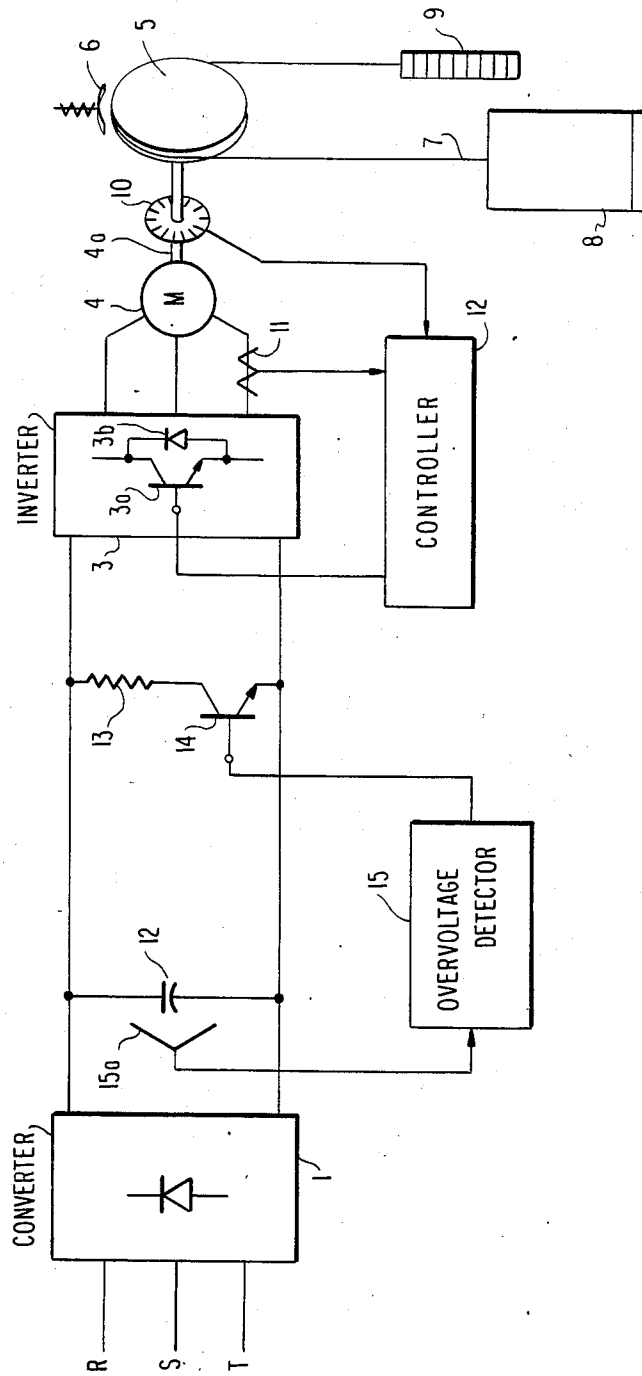 R
S
T
CONVERTER
1
15a
12
15
OVERVOLTAGE
DETECTOR
13
14
INVERTER
3
3a
3b
4
M
4a
10
11
12
CONTROLLER
5
6
7
8
9